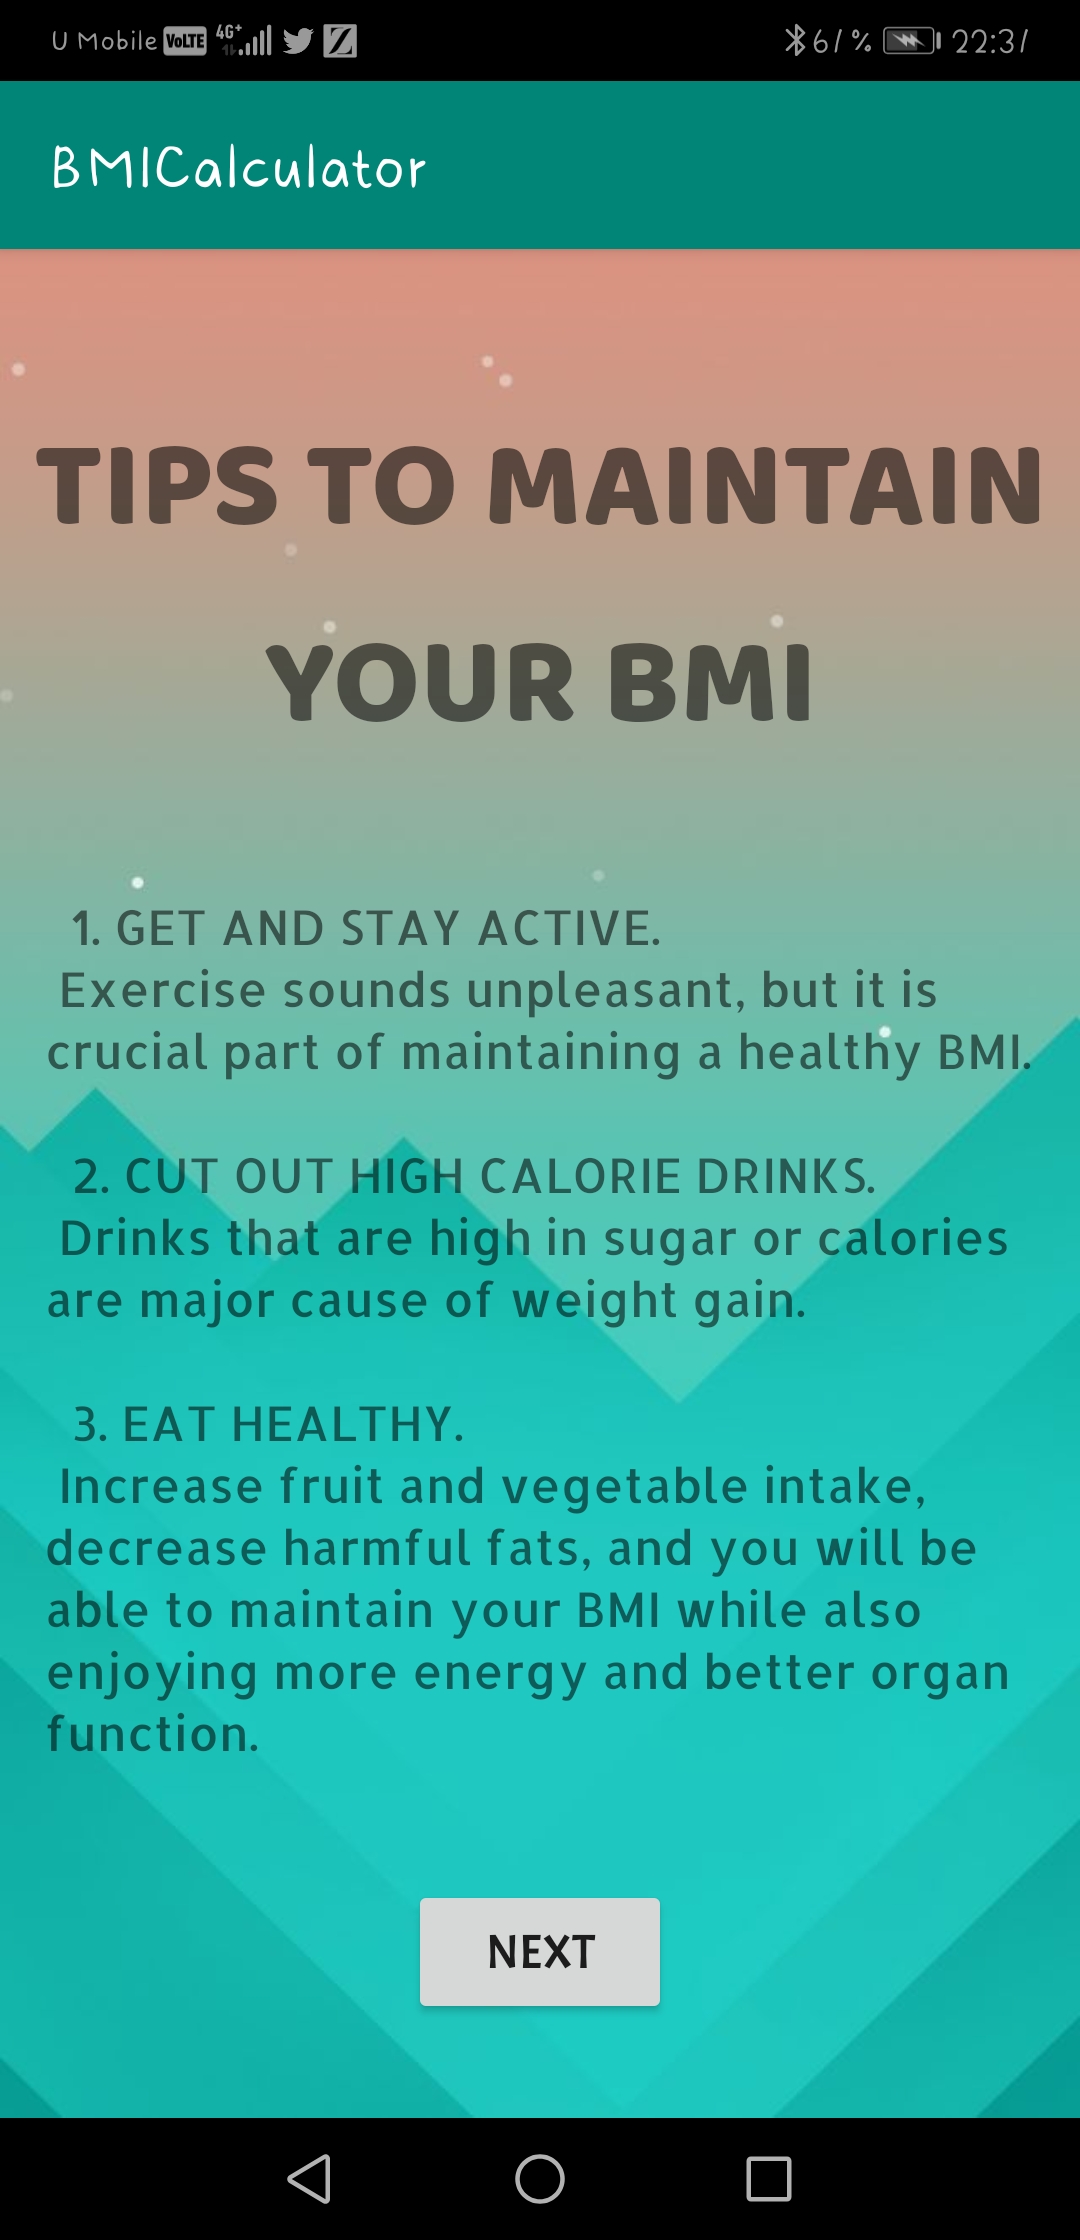 U Mobile VoLTE 4G+ 61% 22:31
BMICalculator
TIPS TO MAINTAIN
YOUR BMI
1. GET AND STAY ACTIVE.
Exercise sounds unpleasant, but it is
crucial part of maintaining a healthy BMI.
2. CUT OUT HIGH CALORIE DRINKS.
Drinks that are high in sugar or calories
are major cause of weight gain.
3. EAT HEALTHY.
Increase fruit and vegetable intake,
decrease harmful fats, and you will be
able to maintain your BMI while also
enjoying more energy and better organ
function.
NEXT